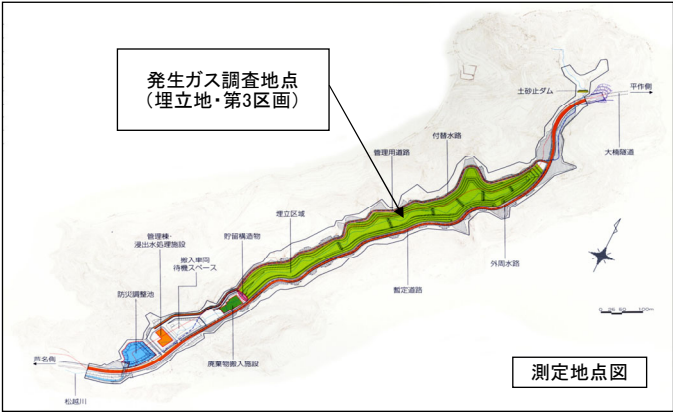 発生ガス調査地点
(埋立地・第3区画)
土砂止ダム
平作側
大楠隧道
付替水路
管理用道路
埋立区域
貯留構造物
管理棟・
浸出水処理施設
搬入車両
待機スペース
防災調整池
外周水路
暫定道路
廃棄物搬入施設
芦名側
松越川
0 25 50 100m
測定地点図